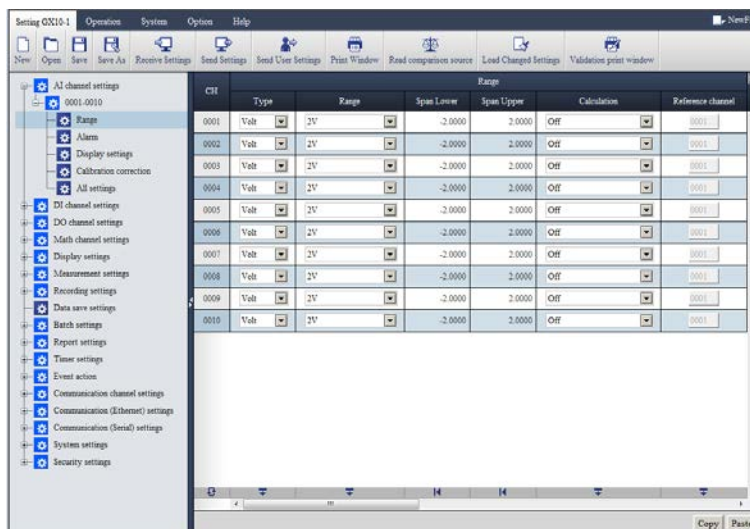 Setting GX10-1 Operation System Option Help NewF
New Open Save Save As Receive Settings Send Settings Send User Settings Print Window Read comparison source Load Changed Settings Validation print window
AI channel settings
0001-0010
Range
Alarm
Display settings
Calibration correction
All settings
DI channel settings
DO channel settings
Math channel settings
Display settings
Measurement settings
Recording settings
Data save settings
Batch settings
Report settings
Timer settings
Event action
Communication channel settings
Communication (Ethernet) settings
Communication (Serial) settings
System settings
Security settings
Range
CH Type Range Span Lower Span Upper Calculation Reference channel
0001 Volt 2V -2.0000 2.0000 Off 0001
0002 Volt 2V -2.0000 2.0000 Off 0001
0003 Volt 2V -2.0000 2.0000 Off 0001
0004 Volt 2V -2.0000 2.0000 Off 0001
0005 Volt 2V -2.0000 2.0000 Off 0001
0006 Volt 2V -2.0000 2.0000 Off 0001
0007 Volt 2V -2.0000 2.0000 Off 0001
0008 Volt 2V -2.0000 2.0000 Off 0001
0009 Volt 2V -2.0000 2.0000 Off 0001
0010 Volt 2V -2.0000 2.0000 Off 0001
Copy Paste